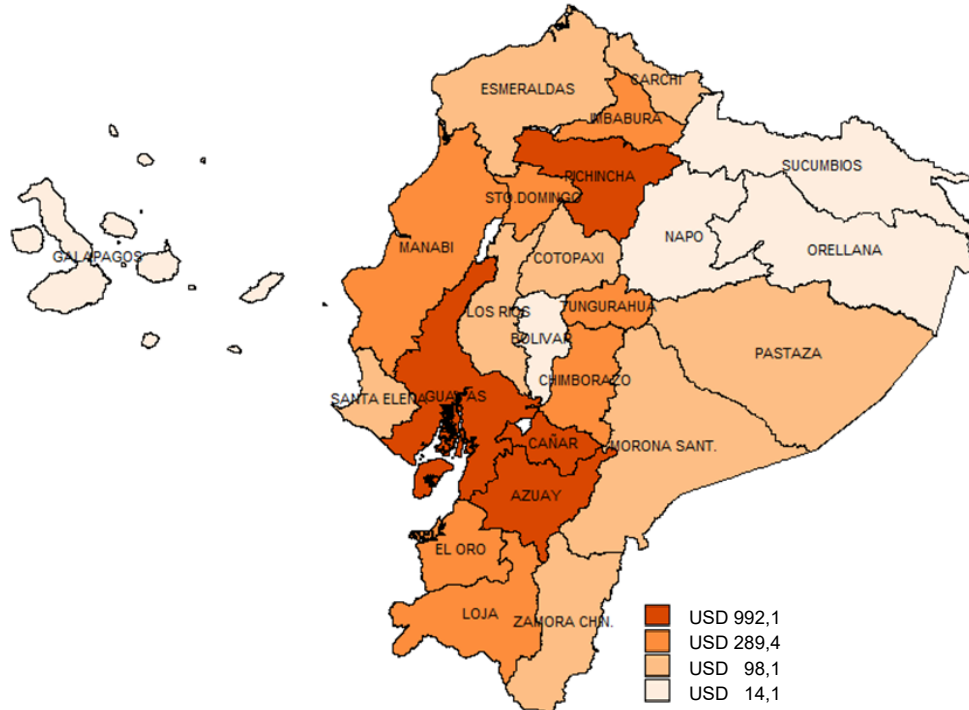 CARCHI
ESMERALDAS
IMBABURA
SUCUMBIOS
PICHINCHA
STO.DOMINGO
NAPO
MANABI
ORELLANA
GALAPAGOS
COTOPAXI
TUNGURAHUA
LOS RIOS
BOLIVAR
PASTAZA
CHIMBORAZO
SANTA ELENA
GUAYAS
CAÑAR
MORONA SANT.
AZUAY
EL ORO
LOJA
ZAMORA CHN.
USD 992,1
USD 289,4
USD 98,1
USD 14,1